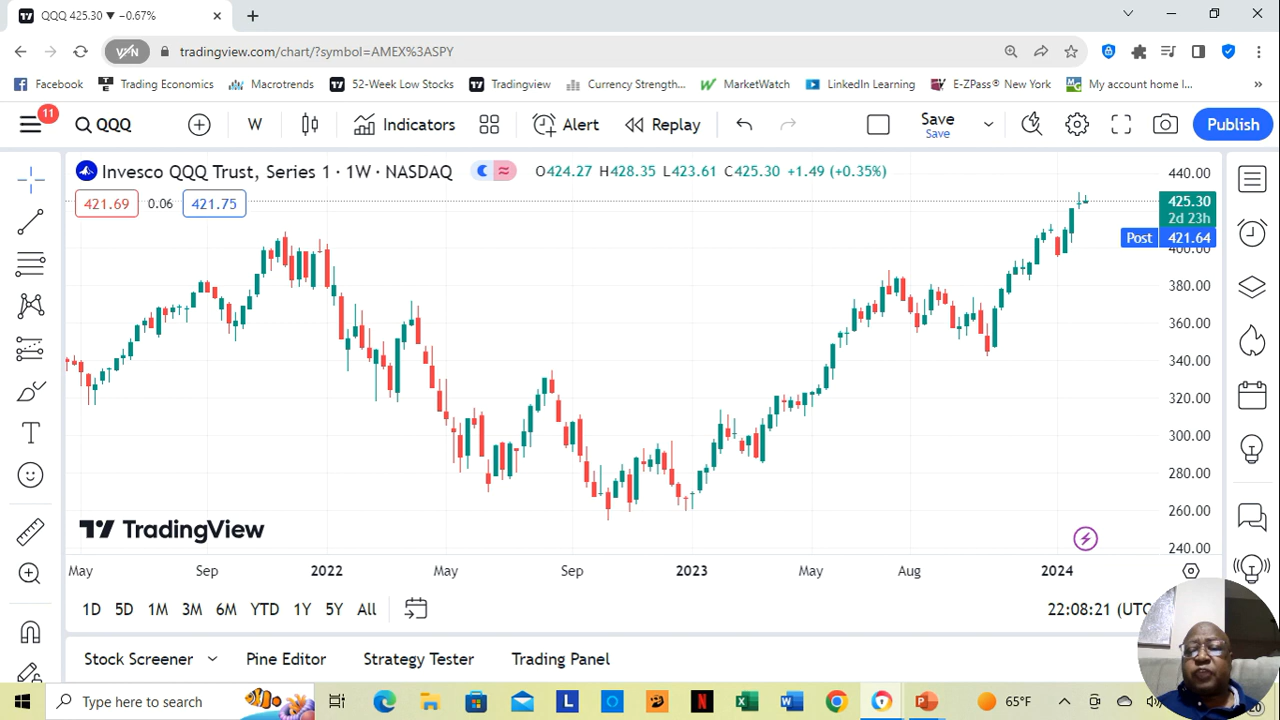 QQQ 425.30 ▼ −0.67%
VPN tradingview.com/chart/?symbol=AMEX%3ASPY
Facebook Trading Economics Macrotrends 52-Week Low Stocks Tradingview Currency Strength... MarketWatch LinkedIn Learning E-ZPass® New York My account home I... »
11
QQQ W Indicators Alert Replay Save Publish
Save
Invesco QQQ Trust, Series 1 · 1W · NASDAQ O424.27 H428.35 L423.61 C425.30 +1.49 (+0.35%)
421.69 0.06 421.75
440.00
425.30
2d 23h
Post 421.64
400.00
380.00
360.00
340.00
320.00
300.00
280.00
260.00
240.00
TradingView
May Sep 2022 May Sep 2023 May Aug 2024
1D 5D 1M 3M 6M YTD 1Y 5Y All 22:08:21 (UTC
Stock Screener Pine Editor Strategy Tester Trading Panel
Type here to search 65°F